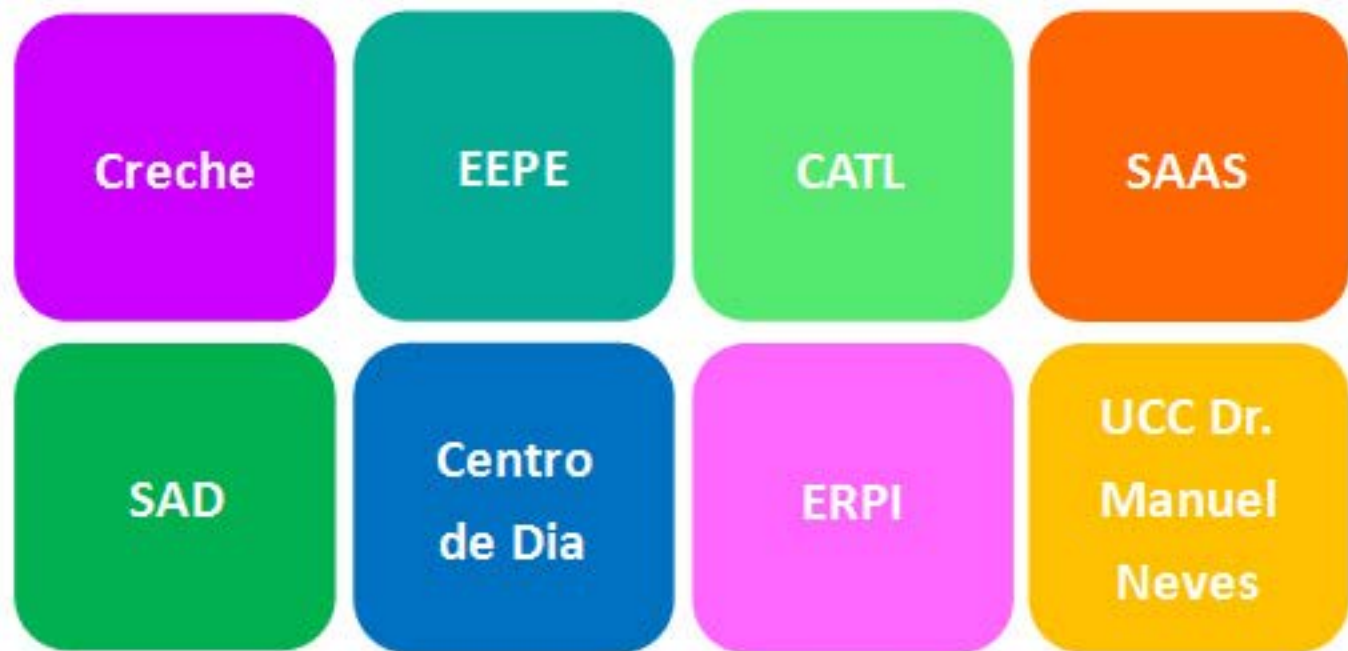 Creche
EEPE
CATL
SAAS
SAD
Centro
de Dia
ERPI
UCC Dr.
Manuel
Neves